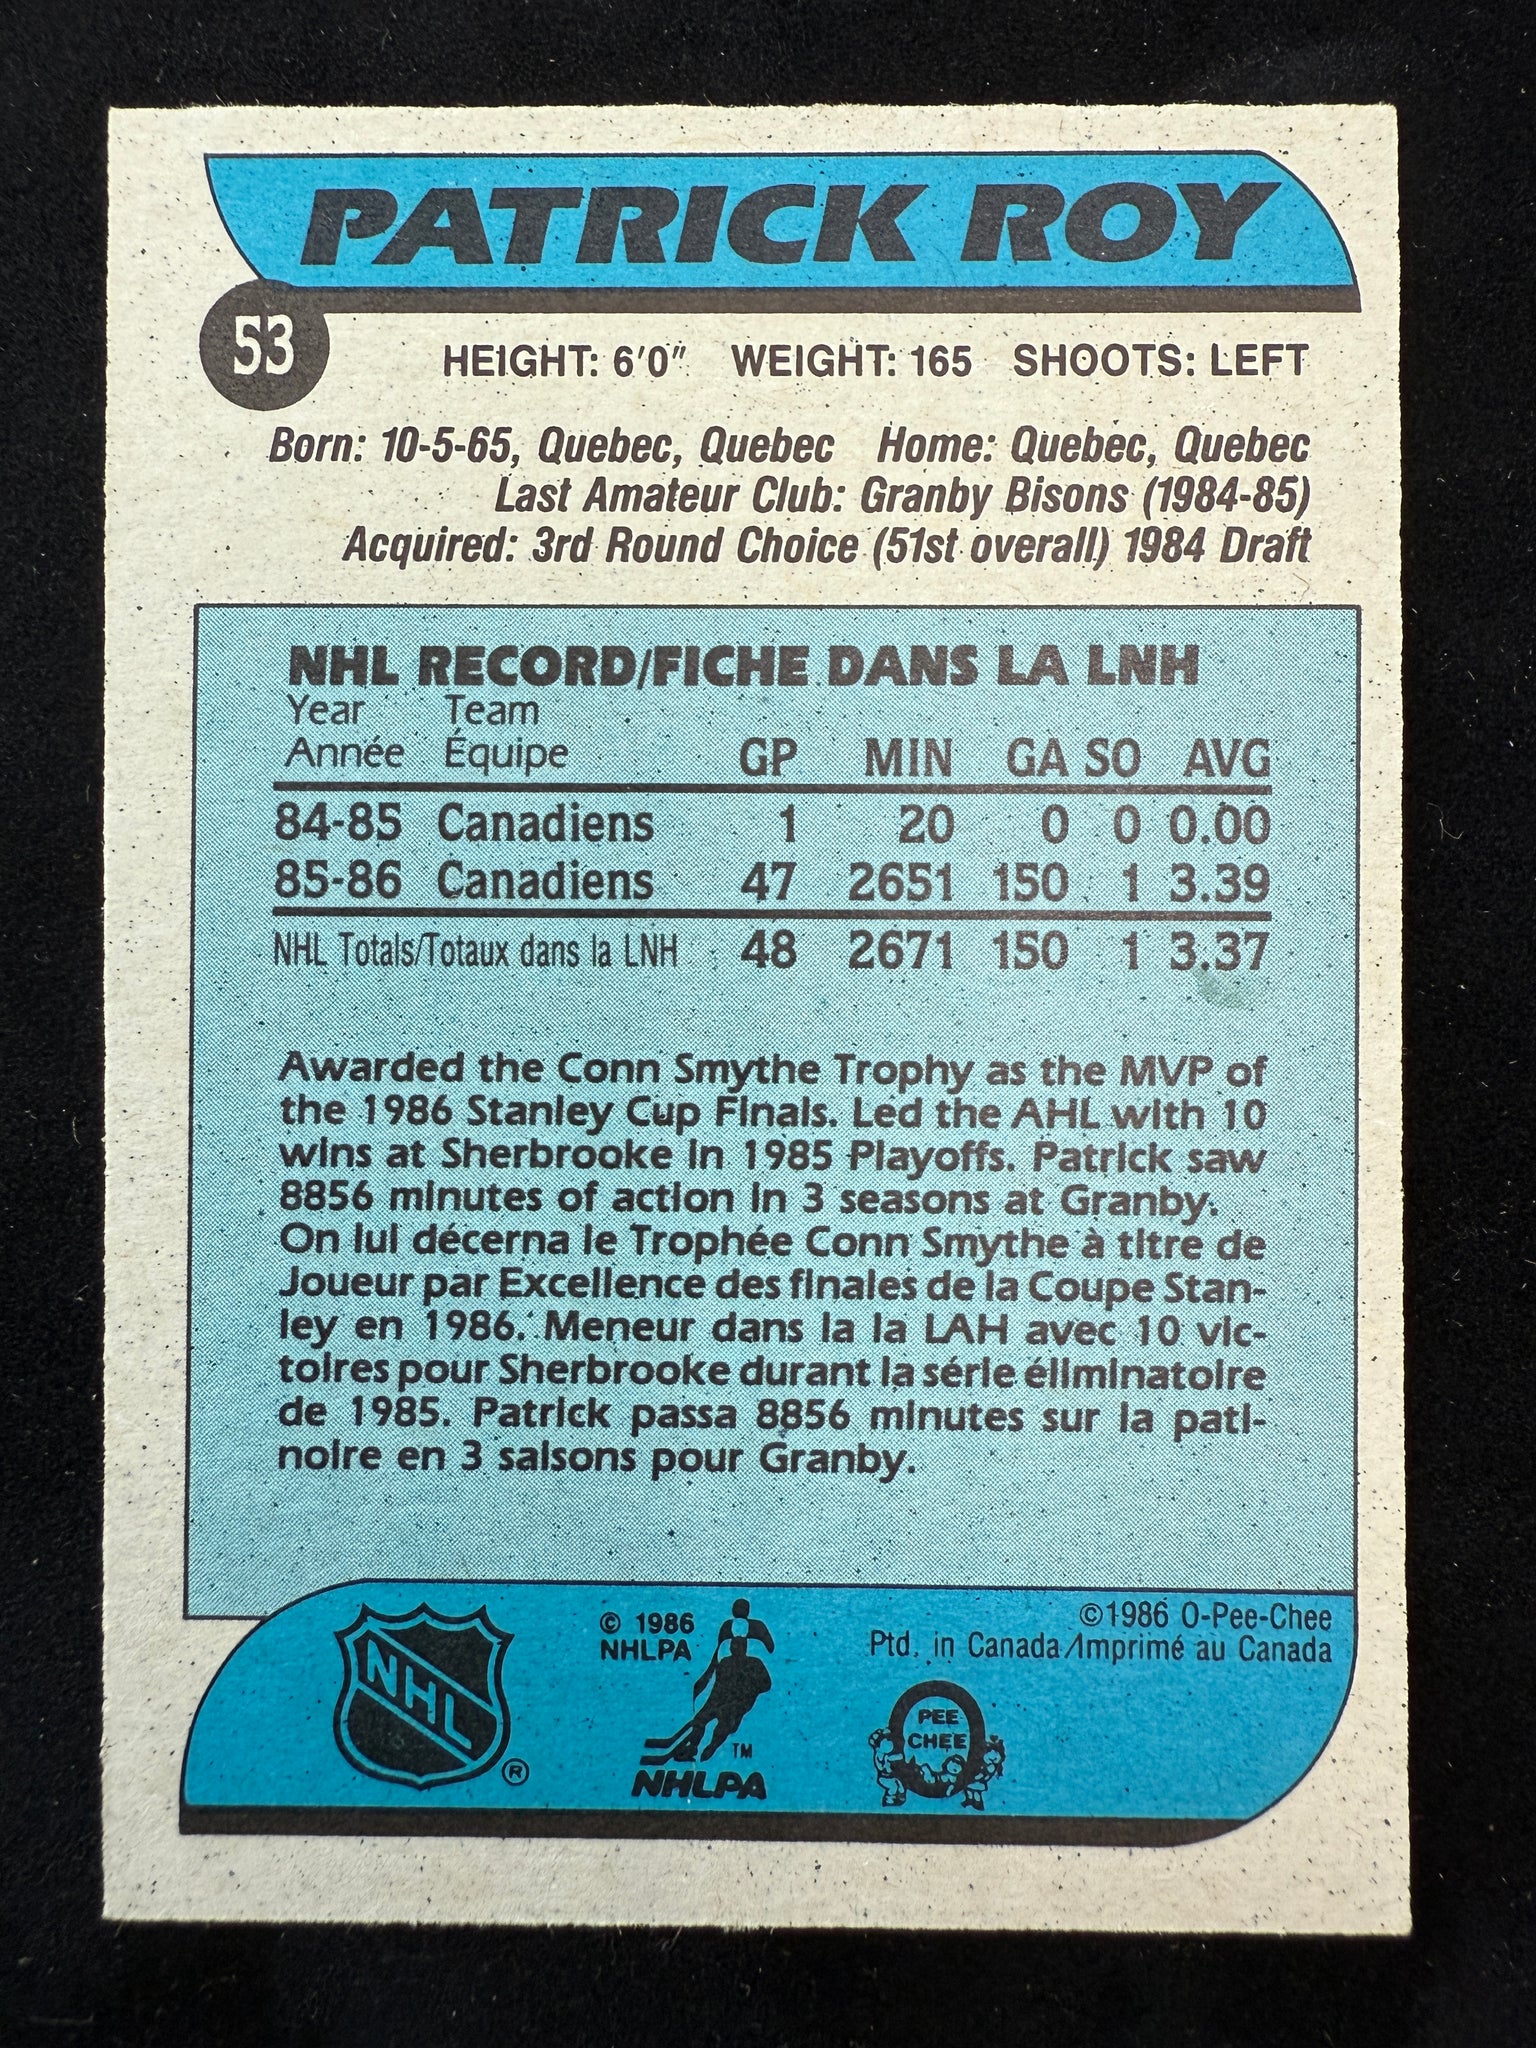 PATRICK ROY
53
HEIGHT: 6'0" WEIGHT: 165 SHOOTS: LEFT
Born: 10-5-65, Quebec, Quebec Home: Quebec, Quebec
Last Amateur Club: Granby Bisons (1984-85)
Acquired: 3rd Round Choice (51st overall) 1984 Draft
NHL RECORD/FICHE DANS LA LNH
Year Team
Année Équipe GP MIN GA SO AVG
84-85 Canadiens 1 20 0 0 0.00
85-86 Canadiens 47 2651 150 1 3.39
NHL Totals/Totaux dans la LNH 48 2671 150 1 3.37
Awarded the Conn Smythe Trophy as the MVP of
the 1986 Stanley Cup Finals. Led the AHL with 10
wins at Sherbrooke in 1985 Playoffs. Patrick saw
8856 minutes of action in 3 seasons at Granby.
On lui décerna le Trophée Conn Smythe à titre de
Joueur par Excellence des finales de la Coupe Stan-
ley en 1986. Meneur dans la la LAH avec 10 vic-
toires pour Sherbrooke durant la série éliminatoire
de 1985. Patrick passa 8856 minutes sur la pati-
noire en 3 saisons pour Granby.
©1986 O-Pee-Chee
Ptd. in Canada/Imprimé au Canada
© 1986
NHLPA
NHL
®
TM
NHLPA
PEE
CHEE